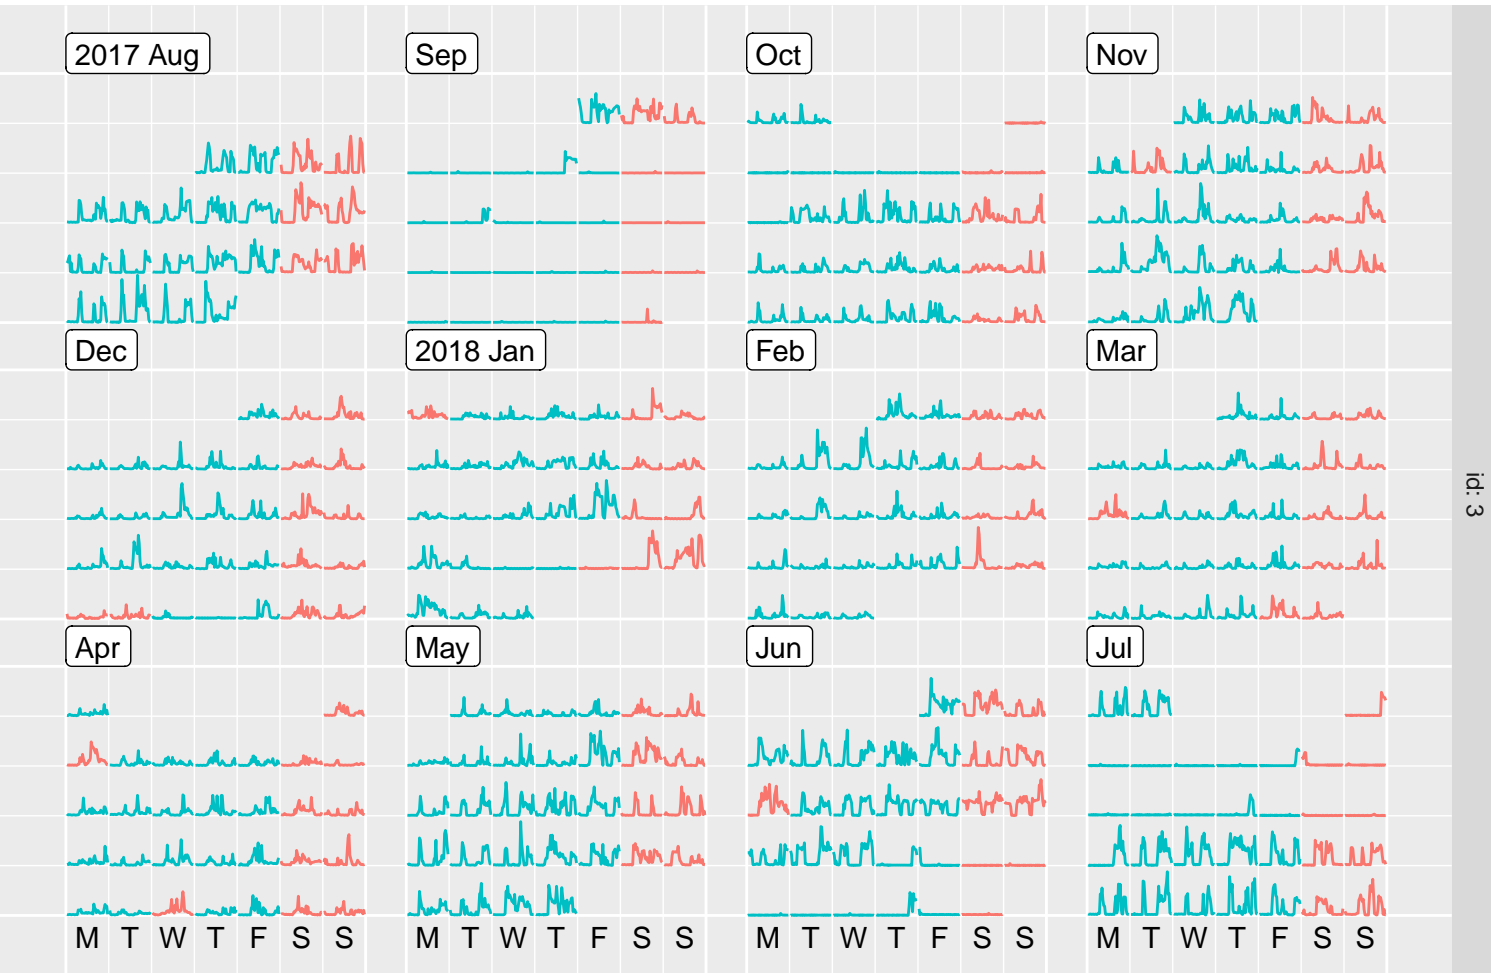 2017 Aug
Sep
Oct
Nov
Dec
2018 Jan
Feb
Mar
Apr
May
Jun
Jul
M T W T F S S
M T W T F S S
M T W T F S S
M T W T F S S
id: 3